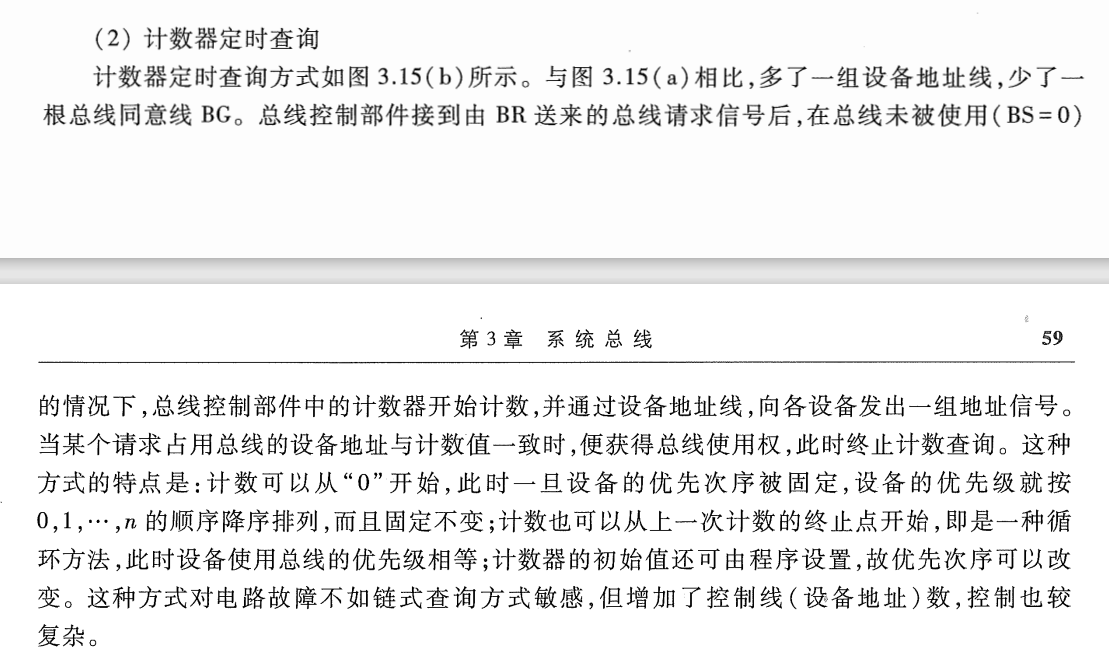 (2) 计数器定时查询
计数器定时查询方式如图 3.15(b)所示。与图 3.15(a)相比,多了一组设备地址线,少了一
根总线同意线 BG。总线控制部件接到由 BR 送来的总线请求信号后,在总线未被使用(BS=0)
第 3 章 系 统 总 线 59
的情况下,总线控制部件中的计数器开始计数,并通过设备地址线,向各设备发出一组地址信号。
当某个请求占用总线的设备地址与计数值一致时,便获得总线使用权,此时终止计数查询。这种
方式的特点是:计数可以从“0”开始,此时一旦设备的优先次序被固定,设备的优先级就按
0,1,…,n 的顺序降序排列,而且固定不变;计数也可以从上一次计数的终止点开始,即是一种循
环方法,此时设备使用总线的优先级相等;计数器的初始值还可由程序设置,故优先次序可以改
变。这种方式对电路故障不如链式查询方式敏感,但增加了控制线(设备地址)数,控制也较
复杂。